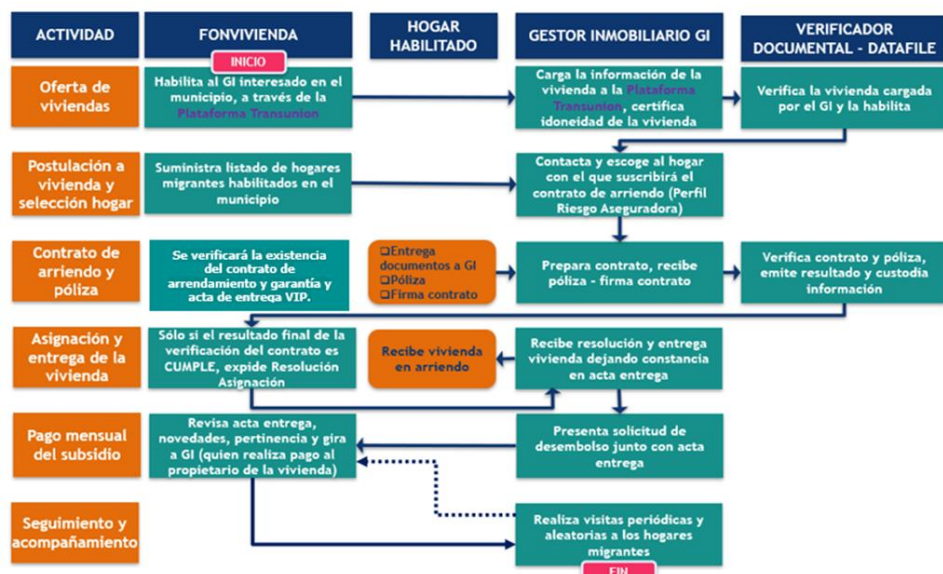 ACTIVIDAD
FONVIVIENDA
HOGAR
HABILITADO
GESTOR INMOBILIARIO GI
VERIFICADOR
DOCUMENTAL - DATAFILE
INICIO
Oferta de
viviendas
Habilita al GI interesado en el
municipio, a través de la
Plataforma Transunion
Carga la información de la
vivienda a la Plataforma
Transunion, certifica
idoneidad de la vivienda
Verifica la vivienda cargada
por el GI y la habilita
Postulación a
vivienda y
selección hogar
Suministra listado de hogares
migrantes habilitados en el
municipio
Contacta y escoge al hogar
con el que suscribirá el
contrato de arriendo (Perfil
Riesgo Aseguradora)
Contrato de
arriendo y
póliza
Se verificará la existencia
del contrato de
arrendamiento y garantía y
acta de entrega VIP.
❑Entrega
documentos a GI
❑Póliza
❑Firma contrato
Prepara contrato, recibe
póliza - firma contrato
Verifica contrato y póliza,
emite resultado y custodia
información
Asignación y
entrega de la
vivienda
Sólo si el resultado final de la
verificación del contrato es
CUMPLE, expide Resolución
Asignación
Recibe vivienda
en arriendo
Recibe resolución y entrega
vivienda dejando constancia
en acta entrega
Pago mensual
del subsidio
Revisa acta entrega,
novedades, pertinencia y gira
a GI (quien realiza pago al
propietario de la vivienda)
Presenta solicitud de
desembolso junto con acta
entrega
Seguimiento y
acompañamiento
Realiza visitas periódicas y
aleatorias a los hogares
migrantes
FIN